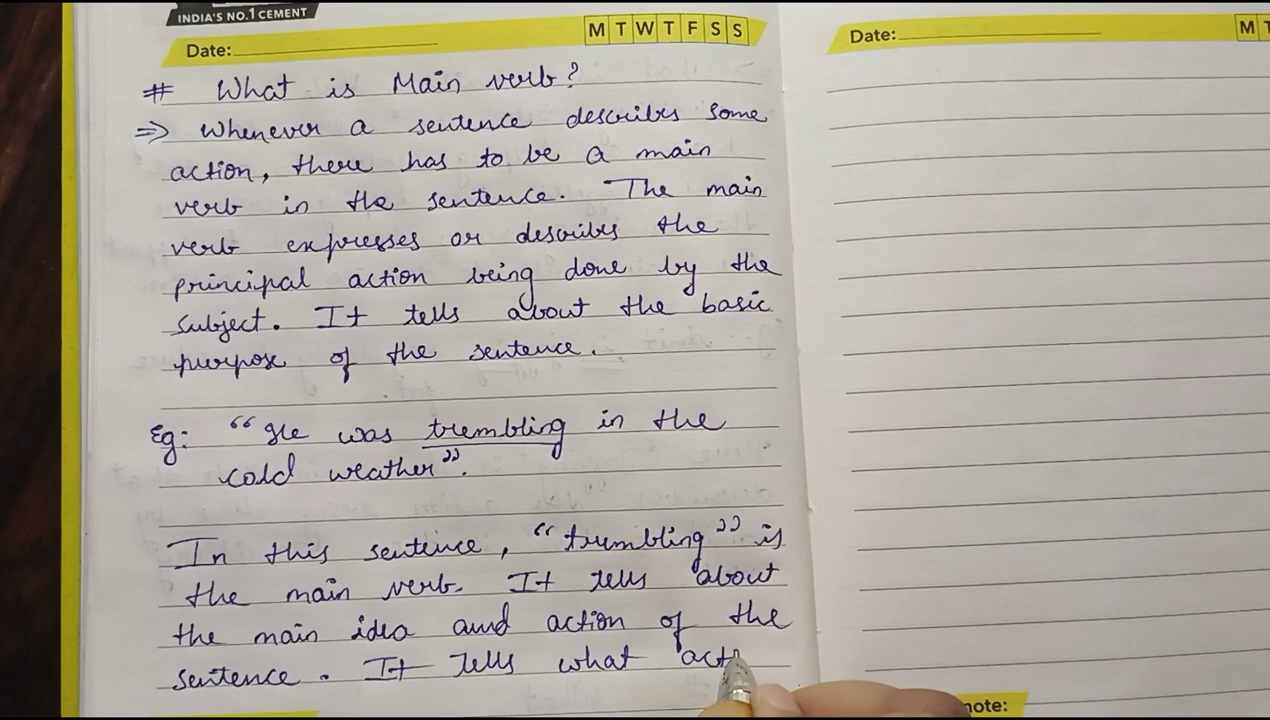 INDIA'S NO.1 CEMENT
Date: M T W T F S S
# What is Main verb?
⇒ Whenever a sentence describes some
action, there has to be a main
verb in the sentence. The main
verb expresses or describes the
principal action being done by the
subject. It tells about the basic
purpose of the sentence.
Eg: "He was trembling in the
cold weather".
In this sentence, "trembling" is
the main verb. It tells about
the main idea and action of the
sentence. It tells what act
Date: M T
note: